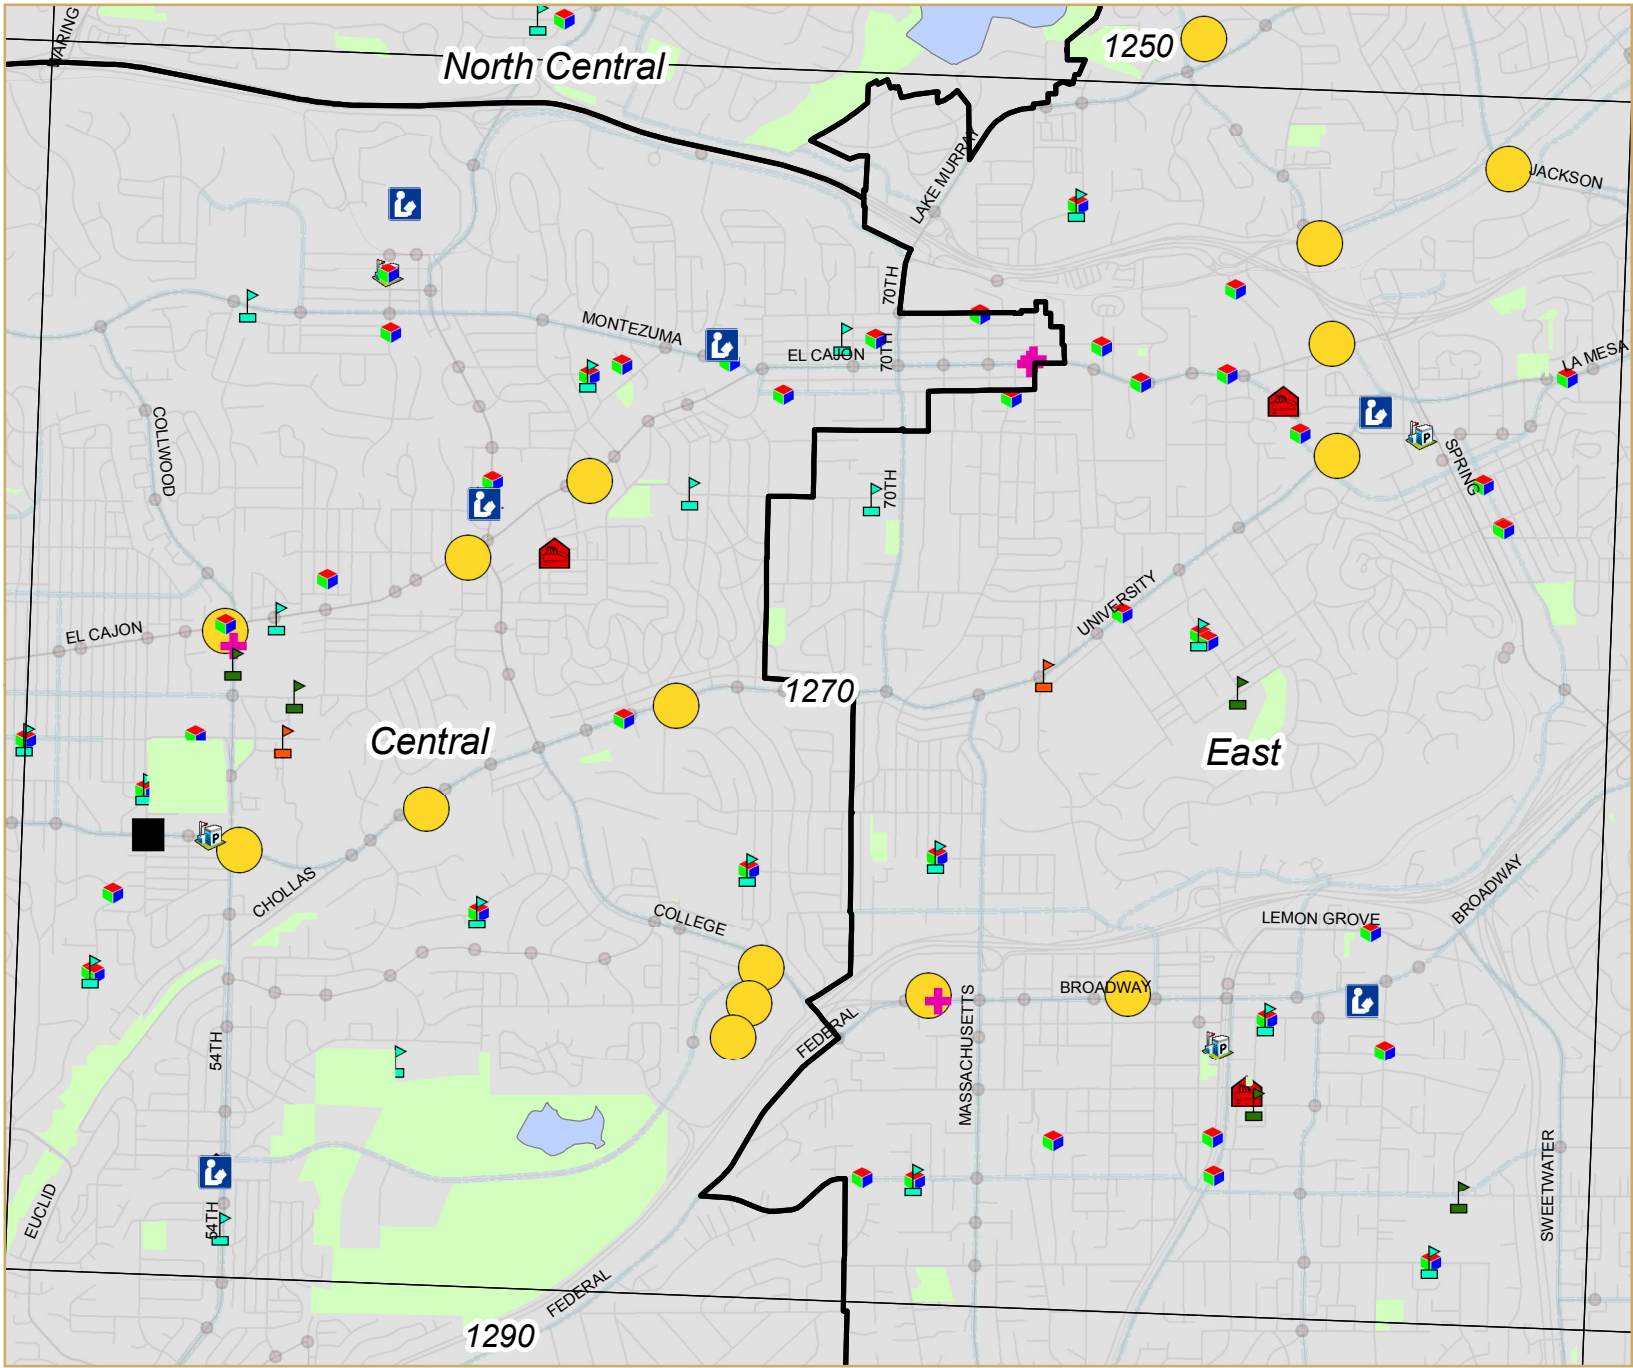 WARING
North Central
1250
LAKE MURRAY
JACKSON
70TH
MONTEZUMA
70TH
EL CAJON
LA MESA
COLLWOOD
SPRING
70TH
UNIVERSITY
EL CAJON
1270
Central
East
CHOLLAS
COLLEGE
LEMON GROVE
BROADWAY
BROADWAY
FEDERAL
MASSACHUSETTS
54TH
P
P
P
EUCLID
54TH
SWEETWATER
FEDERAL
1290